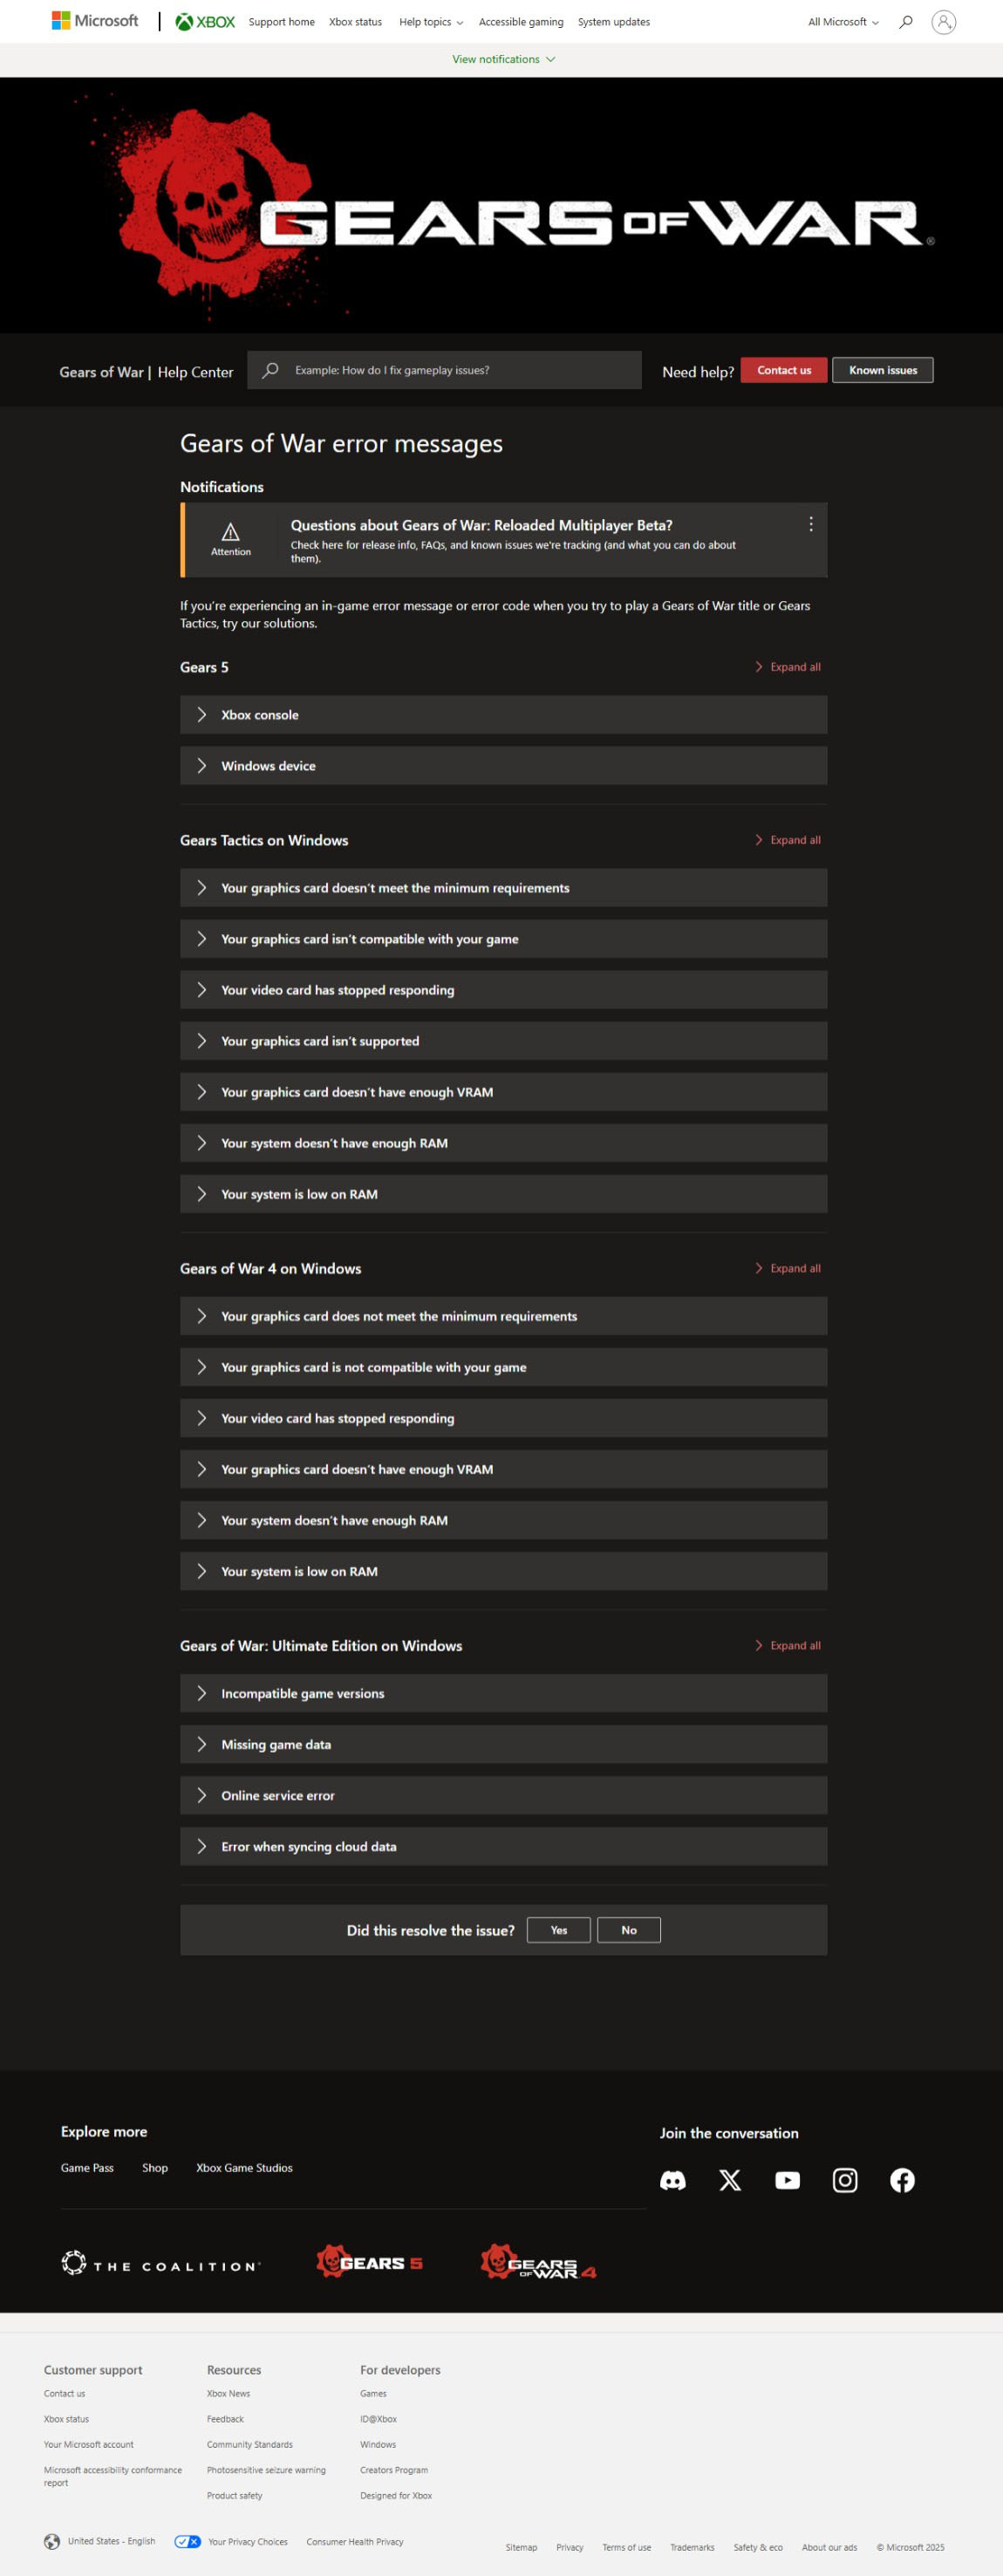 Microsoft
XBOX
Support home
Xbox status
Help topics
Accessible gaming
System updates
All Microsoft
View notifications
GEARS OF WAR®
Gears of War | Help Center
Example: How do I fix gameplay issues?
Need help?
Contact us
Known issues
Gears of War error messages
Notifications
Attention
Questions about Gears of War: Reloaded Multiplayer Beta?
Check here for release info, FAQs, and known issues we're tracking (and what you can do about
them).
If you're experiencing an in-game error message or error code when you try to play a Gears of War title or Gears
Tactics, try our solutions.
Gears 5
Expand all
Xbox console
Windows device
Gears Tactics on Windows
Expand all
Your graphics card doesn't meet the minimum requirements
Your graphics card isn't compatible with your game
Your video card has stopped responding
Your graphics card isn't supported
Your graphics card doesn't have enough VRAM
Your system doesn't have enough RAM
Your system is low on RAM
Gears of War 4 on Windows
Expand all
Your graphics card does not meet the minimum requirements
Your graphics card is not compatible with your game
Your video card has stopped responding
Your graphics card doesn't have enough VRAM
Your system doesn't have enough RAM
Your system is low on RAM
Gears of War: Ultimate Edition on Windows
Expand all
Incompatible game versions
Missing game data
Online service error
Error when syncing cloud data
Did this resolve the issue?
Yes
No
Explore more
Game Pass
Shop
Xbox Game Studios
Join the conversation
THE COALITION
GEARS 5
GEARS
OF WAR 4
Customer support
Contact us
Xbox status
Your Microsoft account
Microsoft accessibility conformance
report
Resources
Xbox News
Feedback
Community Standards
Photosensitive seizure warning
Product safety
For developers
Games
ID@Xbox
Windows
Creators Program
Designed for Xbox
United States - English
Your Privacy Choices
Consumer Health Privacy
Sitemap
Privacy
Terms of use
Trademarks
Safety & eco
About our ads
© Microsoft 2025